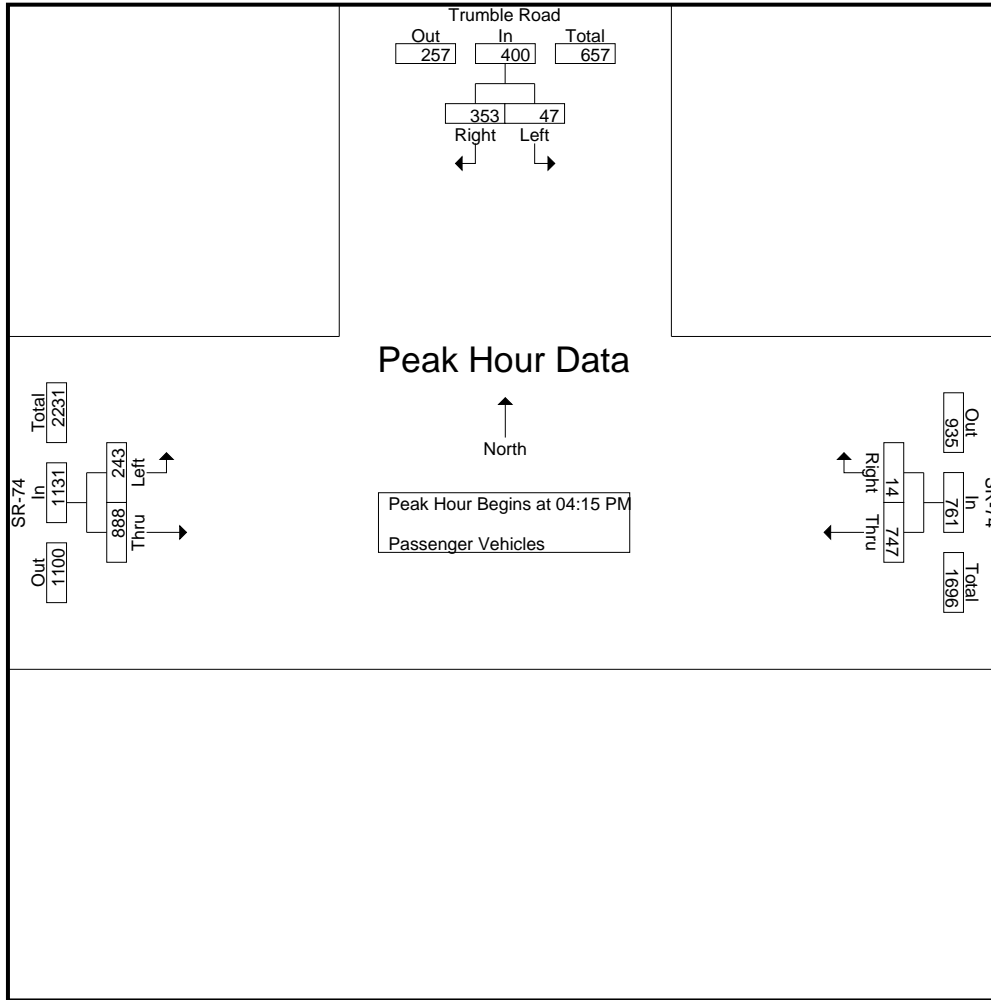 Trumble Road
Out In Total
257 400 657
353 47
Right Left
Peak Hour Data
North
Peak Hour Begins at 04:15 PM
Passenger Vehicles
SR-74
Total In Out
2231 1131 1100
243 888
Left Thru
SR-74
Out In Total
935 761 1696
14 747
Right Thru